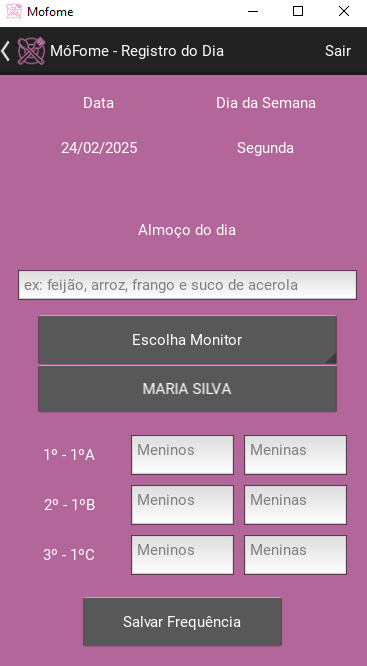 Mofome
MóFome - Registro do Dia Sair
Data Dia da Semana
24/02/2025 Segunda
Almoço do dia
ex: feijão, arroz, frango e suco de acerola
Escolha Monitor
MARIA SILVA
1º - 1ºA Meninos Meninas
2º - 1ºB Meninos Meninas
3º - 1ºC Meninos Meninas
Salvar Frequência